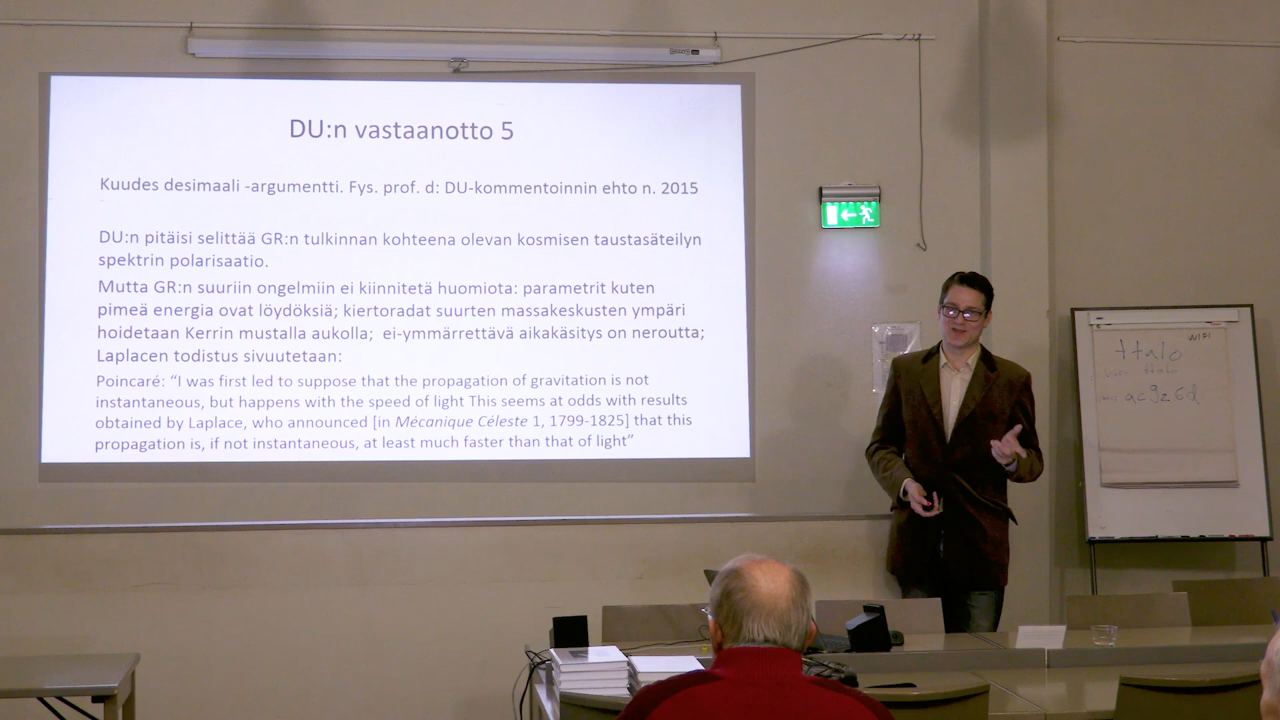 DU:n vastaanotto 5
Kuudes desimaali -argumentti. Fys. prof. d: DU-kommentoinnin ehto n. 2015
DU:n pitäisi selittää GR:n tulkinnan kohteena olevan kosmisen taustasäteilyn
spektrin polarisaatio.
Mutta GR:n suuriin ongelmiin ei kiinnitetä huomiota: parametrit kuten
pimeä energia ovat löydöksiä; kiertoradat suurten massakeskusten ympäri
hoidetaan Kerrin mustalla aukolla; ei-ymmärrettävä aikakäsitys on neroutta;
Laplacen todistus sivuutetaan:
Poincaré: “I was first led to suppose that the propagation of gravitation is not
instantaneous, but happens with the speed of light This seems at odds with results
obtained by Laplace, who announced [in Mécanique Céleste 1, 1799-1825] that this
propagation is, if not instantaneous, at least much faster than that of light”
WIFI